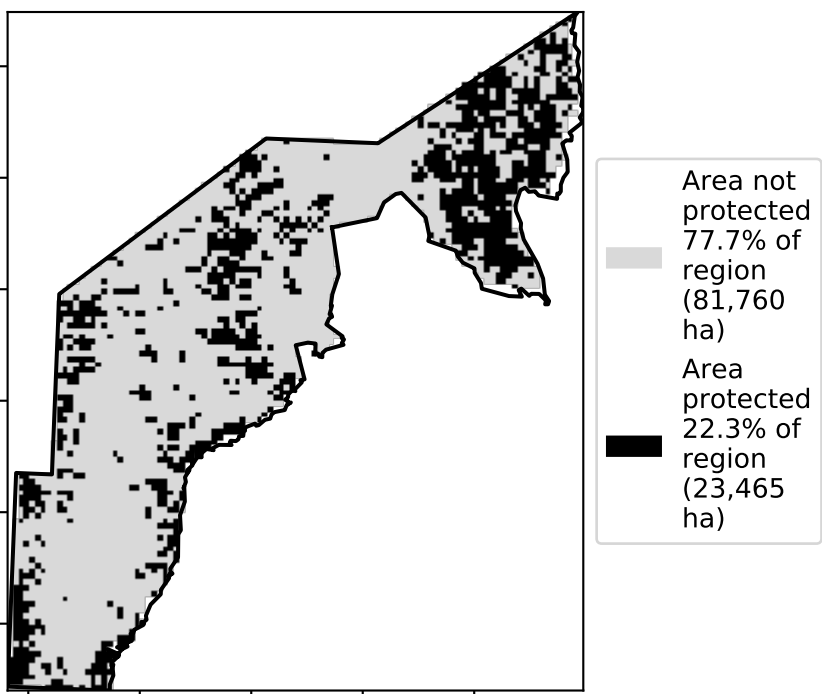 Area not
protected
77.7% of
region
(81,760
ha)
Area
protected
22.3% of
region
(23,465
ha)